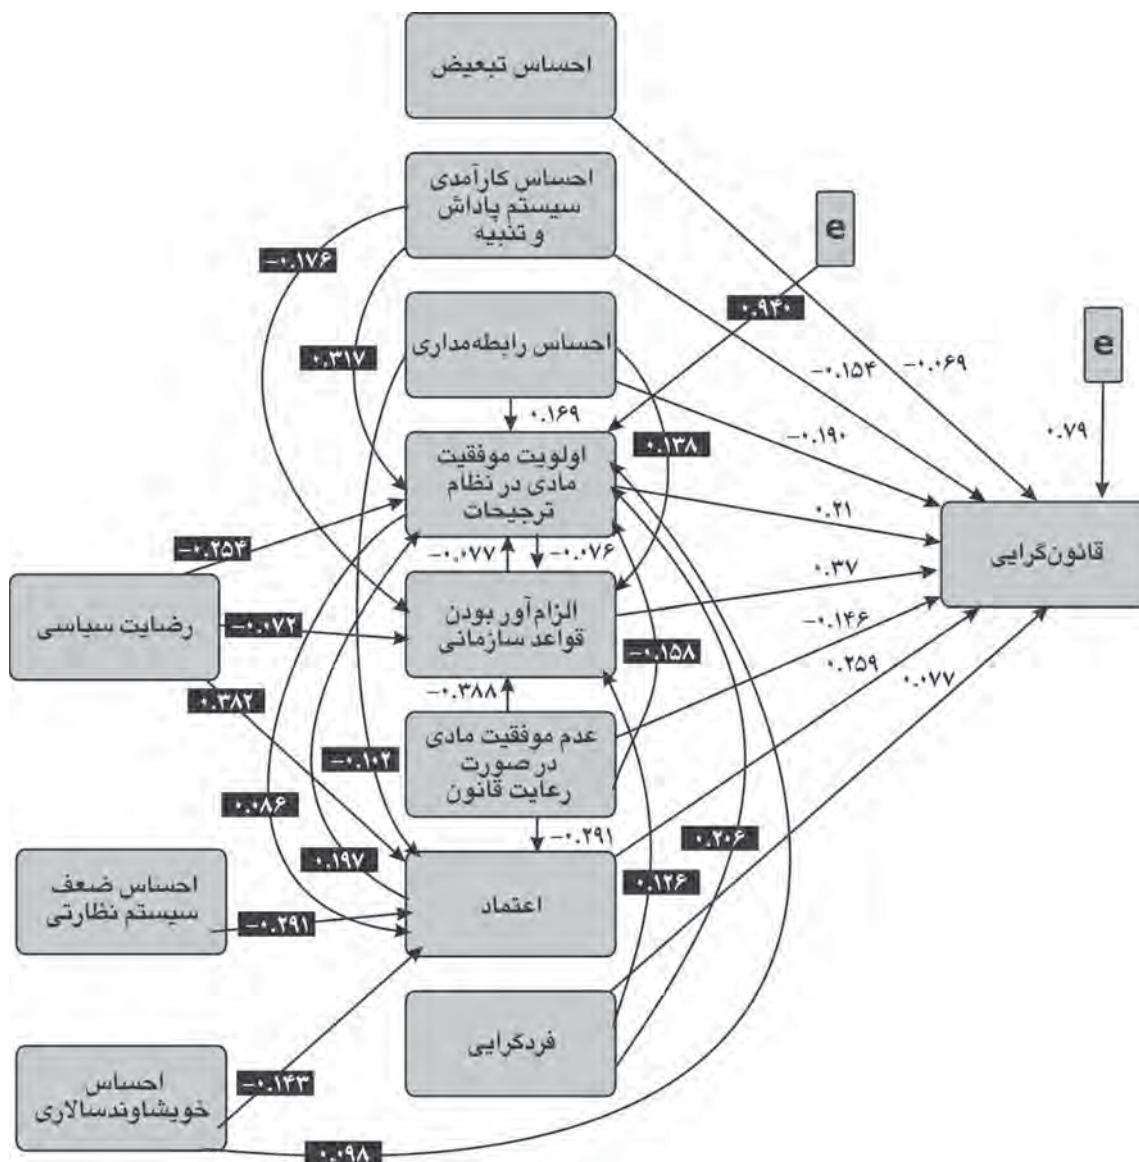 احساس تبعیض
احساس کارآمدی
سیستم پاداش
و تنبیه
e
-۰.۱۷۶
۰.۹۴۰
احساس رابطه‌مداری
e
۰.۳۱۷
-۰.۱۵۴
-۰.۰۶۹
۰.۱۶۹
-۰.۱۹۰
۰.۷۹
اولویت موفقیت
مادی در نظام
ترجیحات
۰.۱۳۸
۰.۲۱
قانون‌گرایی
-۰.۲۵۴
-۰.۰۷۷
-۰.۰۷۶
۰.۳۷
رضایت سیاسی
-۰.۰۷۲
الزام‌آور بودن
قواعد سازمانی
-۰.۱۴۶
-۰.۱۵۸
۰.۲۵۹
۰.۰۷۷
۰.۳۸۲
-۰.۳۸۸
عدم موفقیت مادی
در صورت
رعایت قانون
-۰.۱۰۲
۰.۰۸۶
-۰.۲۹۱
۰.۲۰۶
۰.۱۹۷
۰.۱۲۶
احساس ضعف
سیستم نظارتی
-۰.۲۹۱
اعتماد
فردگرایی
احساس
خویشاوندسالاری
-۰.۱۴۳
۰.۰۹۸